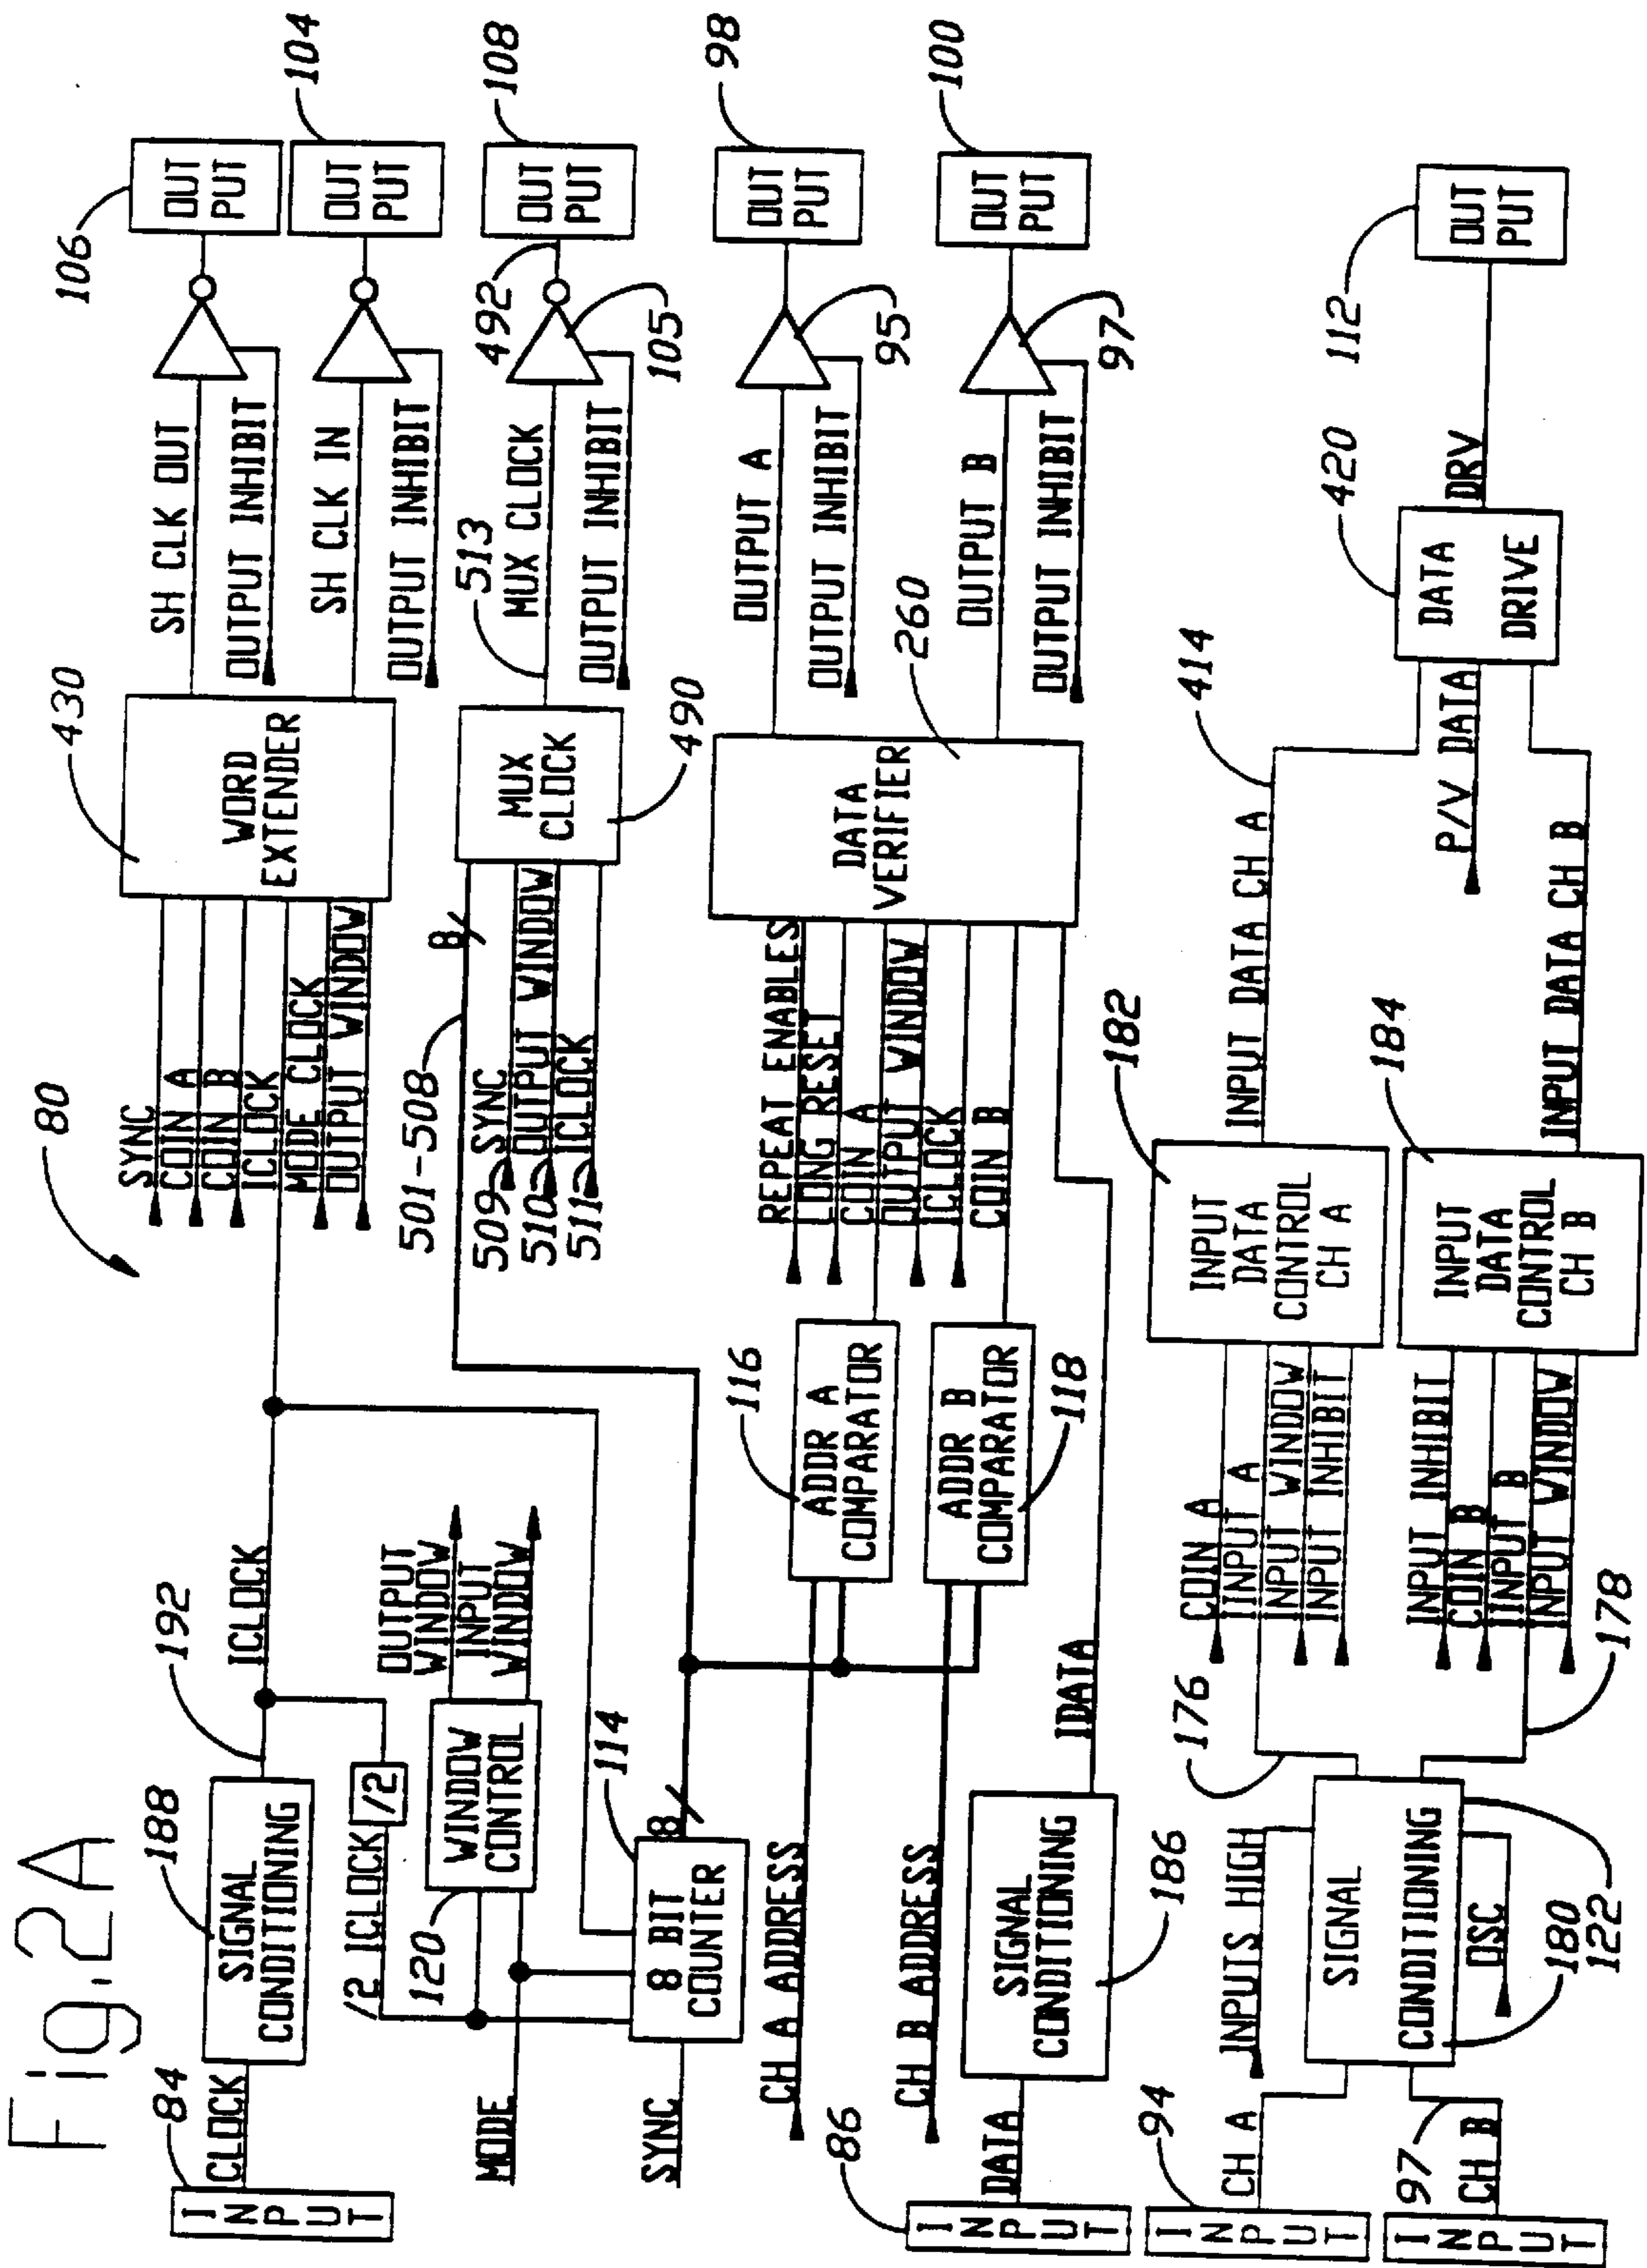 Fig. 2A
80
INPUT
84
CLOCK
188
SIGNAL
CONDITIONING
192
ICLOCK
/2
/2 ICLOCK
SYNC
COIN A
COIN B
ICLOCK
MODE CLOCK
OUTPUT WINDOW
430
WORD
EXTENDER
SH CLK OUT
OUTPUT INHIBIT
106
OUT
PUT
SH CLK IN
OUTPUT INHIBIT
104
OUT
PUT
MODE
120
WINDOW
CONTROL
OUTPUT
WINDOW
INPUT
WINDOW
501-508
8
509
SYNC
510
OUTPUT WINDOW
511
ICLOCK
MUX
CLOCK
490
513
MUX CLOCK
OUTPUT INHIBIT
105
492
108
OUT
PUT
SYNC
114
8 BIT
COUNTER
8
CH A ADDRESS
116
ADDR A
COMPARATOR
CH B ADDRESS
ADDR B
COMPARATOR
118
REPEAT ENABLES
LONG RESET
COIN A
OUTPUT WINDOW
ICLOCK
COIN B
DATA
VERIFIER
260
OUTPUT A
OUTPUT INHIBIT
95
98
OUT
PUT
OUTPUT B
OUTPUT INHIBIT
97
100
OUT
PUT
86
INPUT
DATA
SIGNAL
CONDITIONING
186
IDATA
94
INPUT
CH A
INPUTS HIGH
97
INPUT
CH B
SIGNAL
CONDITIONING
OSC
180
122
176
178
COIN A
IINPUT A
INPUT WINDOW
INPUT INHIBIT
182
INPUT
DATA
CONTROL
CH A
INPUT DATA CH A
414
INPUT INHIBIT
COIN B
IINPUT B
INPUT WINDOW
184
INPUT
DATA
CONTROL
CH B
INPUT DATA CH B
P/V DATA
420
DATA
DRIVE
DRV
112
OUT
PUT